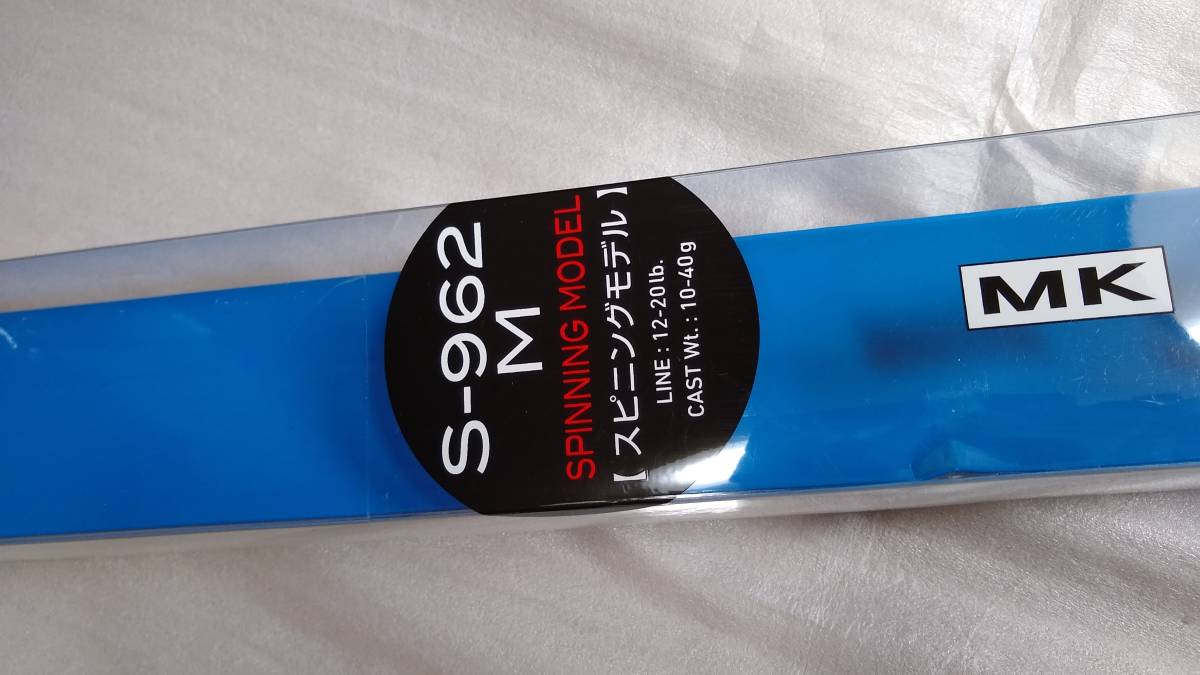 S-962
M
SPINNING MODEL
【スピニングモデル】
LINE : 12-20lb.
CAST Wt. : 10-40g
MK